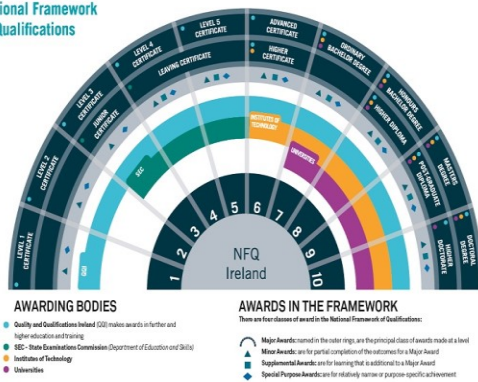 ional Framework
ualifications
LEVEL 1
CERTIFICATE
LEVEL 2
CERTIFICATE
LEVEL 3
CERTIFICATE
JUNIOR
CERTIFICATE
LEVEL 4
CERTIFICATE
LEVEL 5
CERTIFICATE
LEAVING CERTIFICATE
ADVANCED
CERTIFICATE
HIGHER
CERTIFICATE
ORDINARY
BACHELOR DEGREE
HONOURS
BACHELOR DEGREE
HIGHER DIPLOMA
MASTERS
DEGREE
POST-GRADUATE
DIPLOMA
DOCTORAL
DEGREE
HIGHER
DOCTORATE
QQI
SEC
INSTITUTES OF
TECHNOLOGY
UNIVERSITIES
1 2 3 4 5 6 7 8 9 10
NFQ
Ireland
AWARDING BODIES
Quality and Qualifications Ireland (QQI) makes awards in further and
higher education and training
SEC - State Examinations Commission (Department of Education and Skills)
Institutes of Technology
Universities
AWARDS IN THE FRAMEWORK
There are four classes of award in the National Framework of Qualifications:
Major Awards: named in the outer rings, are the principal class of awards made at a level
Minor Awards: are for partial completion of the outcomes for a Major Award
Supplemental Awards: are for learning that is additional to a Major Award
Special Purpose Awards: are for relatively narrow or purpose-specific achievement